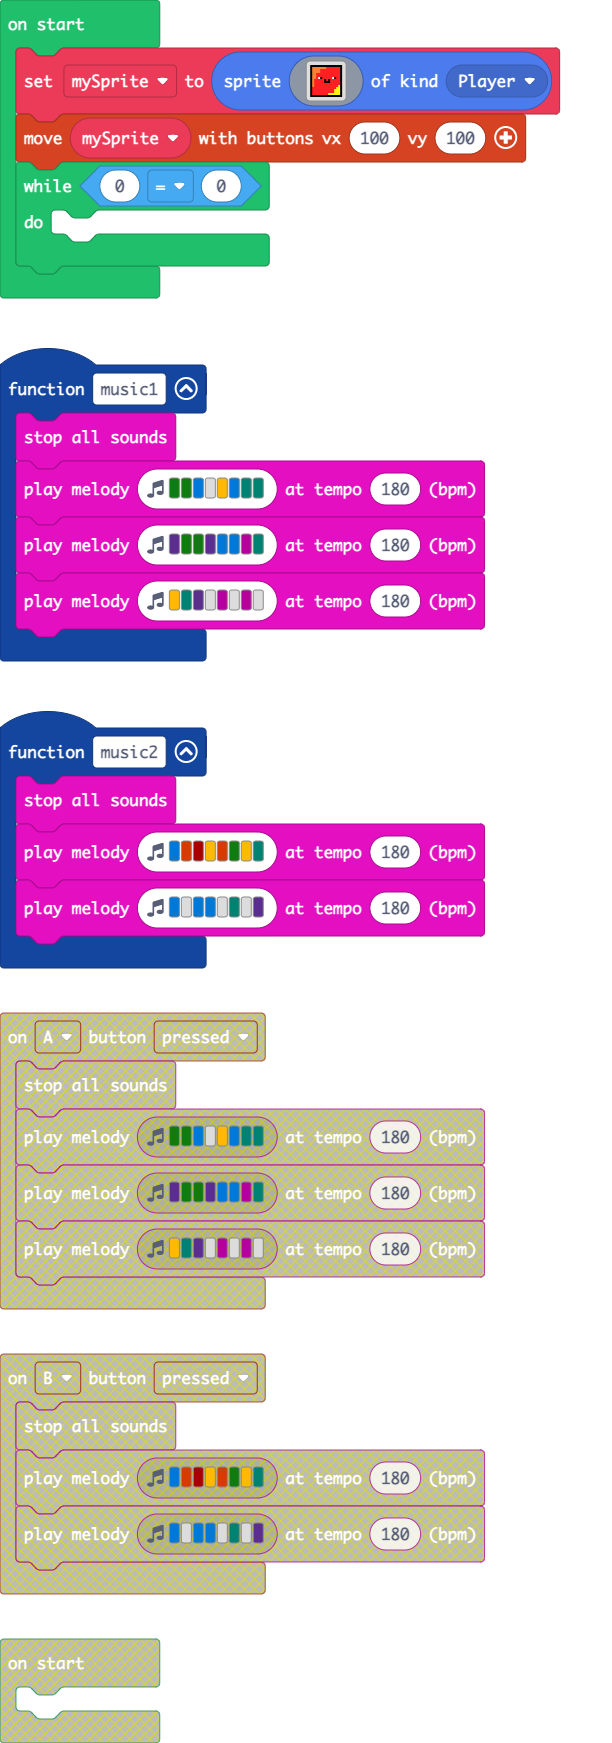 on start
set mySprite to sprite of kind Player
move mySprite with buttons vx 100 vy 100
while 0 = 0
do
function music1
stop all sounds
play melody at tempo 180 (bpm)
play melody at tempo 180 (bpm)
play melody at tempo 180 (bpm)
function music2
stop all sounds
play melody at tempo 180 (bpm)
play melody at tempo 180 (bpm)
on A button pressed
stop all sounds
play melody at tempo 180 (bpm)
play melody at tempo 180 (bpm)
play melody at tempo 180 (bpm)
on B button pressed
stop all sounds
play melody at tempo 180 (bpm)
play melody at tempo 180 (bpm)
on start